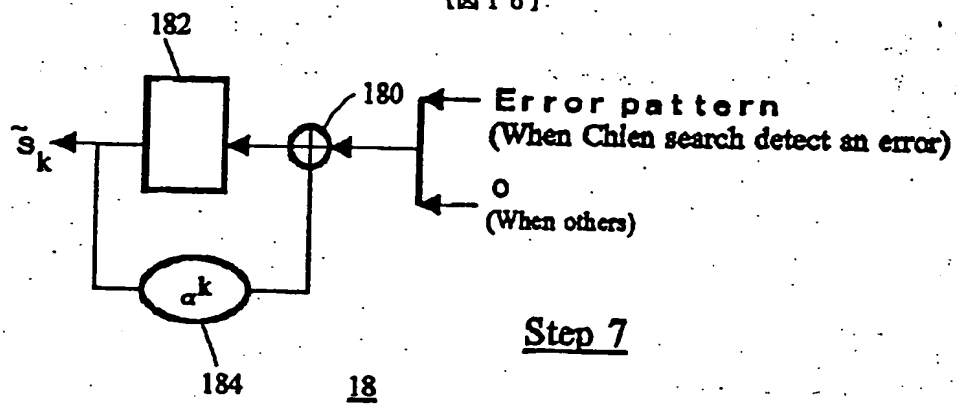 182
180
Error pattern
(When Chien search detect an error)
s̃k
0
(When others)
αk
Step 7
184
18